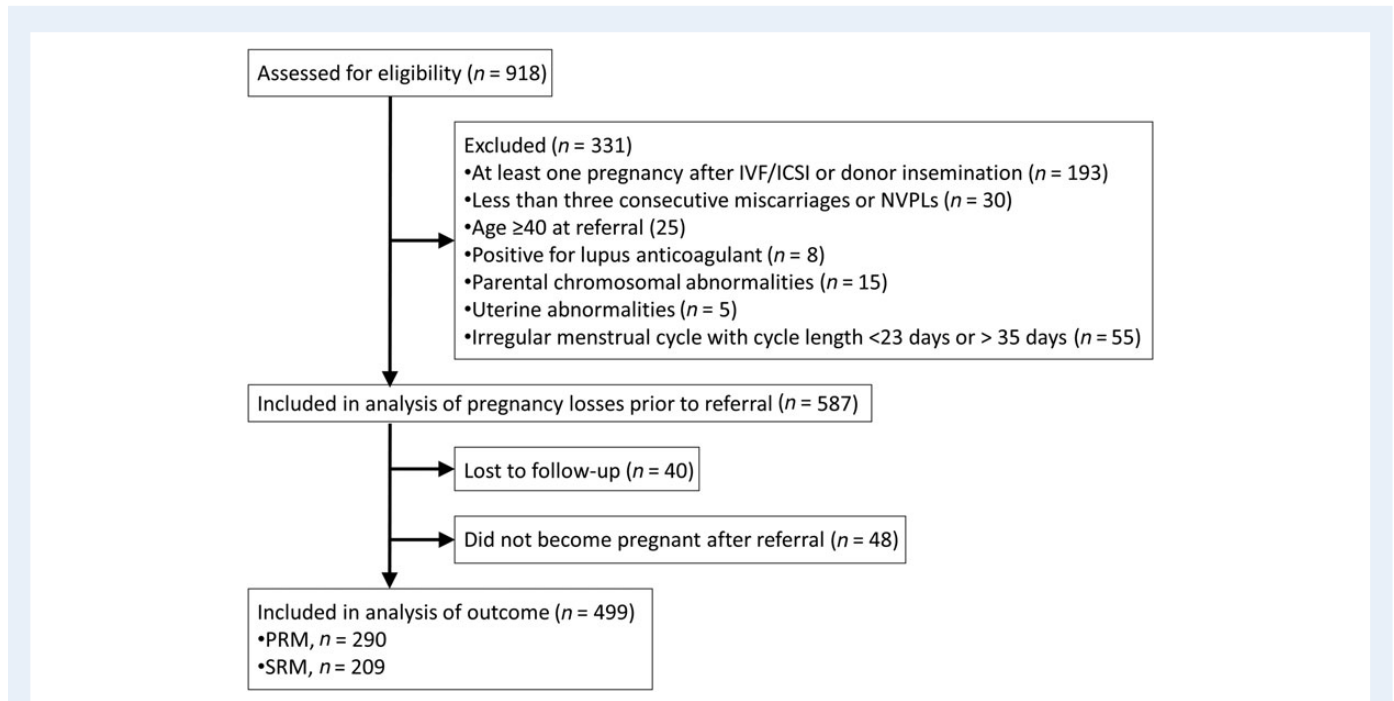 Assessed for eligibility (n = 918)
Excluded (n = 331)
•At least one pregnancy after IVF/ICSI or donor insemination (n = 193)
•Less than three consecutive miscarriages or NVPLs (n = 30)
•Age ≥40 at referral (25)
•Positive for lupus anticoagulant (n = 8)
•Parental chromosomal abnormalities (n = 15)
•Uterine abnormalities (n = 5)
•Irregular menstrual cycle with cycle length <23 days or > 35 days (n = 55)
Included in analysis of pregnancy losses prior to referral (n = 587)
Lost to follow-up (n = 40)
Did not become pregnant after referral (n = 48)
Included in analysis of outcome (n = 499)
•PRM, n = 290
•SRM, n = 209